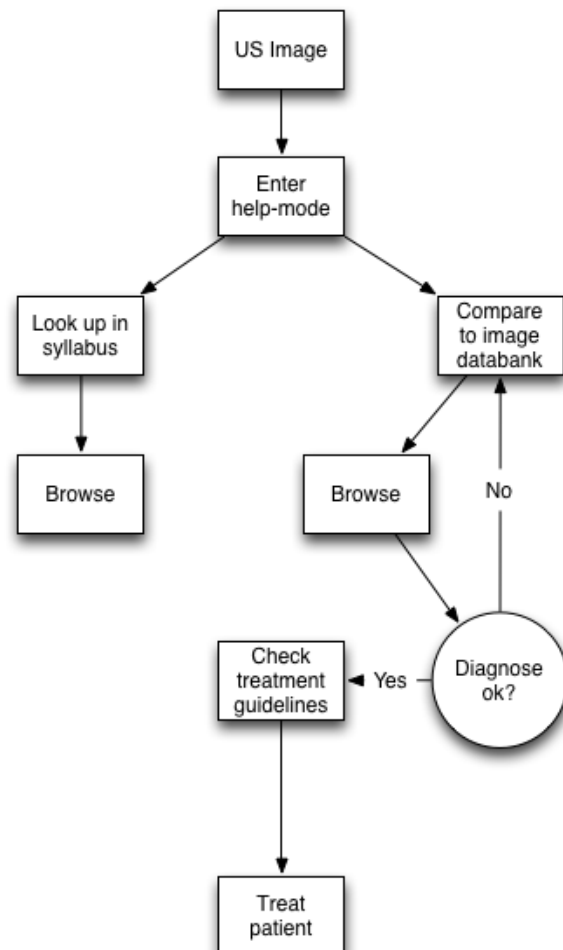 US Image
Enter
help-mode
Look up in
syllabus
Compare
to image
databank
Browse
Browse
No
Check
treatment
guidelines
Yes
Diagnose
ok?
Treat
patient